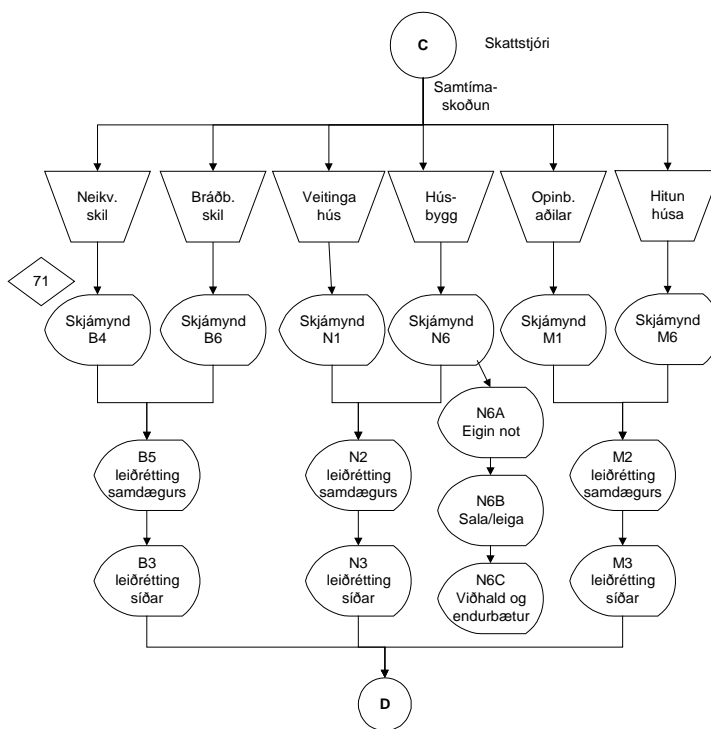 C
Skattstjóri
Samtíma-
skoðun
Neikv.
skil
Bráðb.
skil
Veitinga
hús
Hús-
bygg
Opinb.
aðilar
Hitun
húsa
71
Skjámynd
B4
Skjámynd
B6
Skjámynd
N1
Skjámynd
N6
Skjámynd
M1
Skjámynd
M6
N6A
Eigin not
B5
leiðrétting
samdægurs
N2
leiðrétting
samdægurs
N6B
Sala/leiga
M2
leiðrétting
samdægurs
B3
leiðrétting
síðar
N3
leiðrétting
síðar
N6C
Viðhald og
endurbætur
M3
leiðrétting
síðar
D